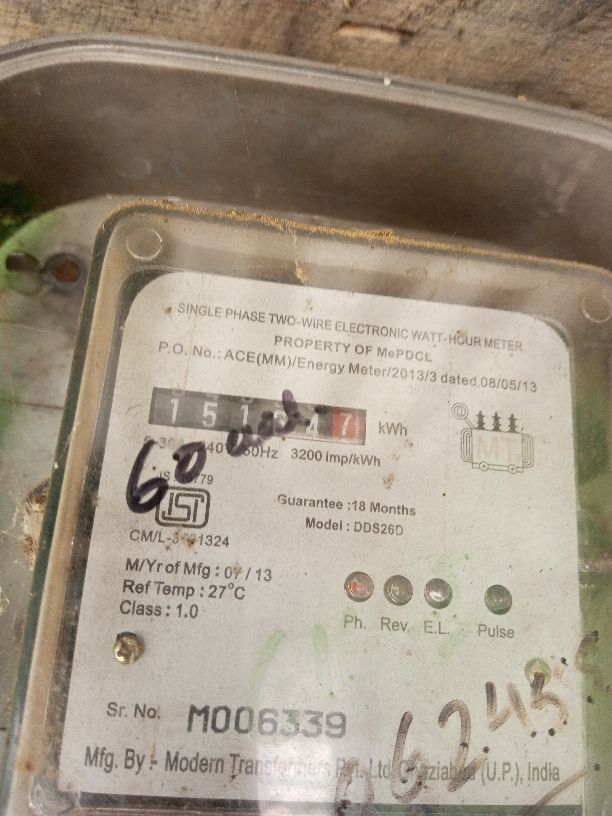 SINGLE PHASE TWO-WIRE ELECTRONIC WATT-HOUR METER
PROPERTY OF MePDCL
P.O. No.: ACE(MM)/Energy Meter/2013/3 dated.08/05/13
kWh
50Hz 3200 imp/kWh
60
Guarantee :18 Months
Model : DDS26D
ISI
MT
M/Yr of Mfg : 07 / 13
Ref Temp : 27°C
Class : 1.0
Ph. Rev. E.L. Pulse
Sr. No. M006339
Mfg. By :- Modern Transformers Pvt. Ltd. Ghaziabad (U.P.), India